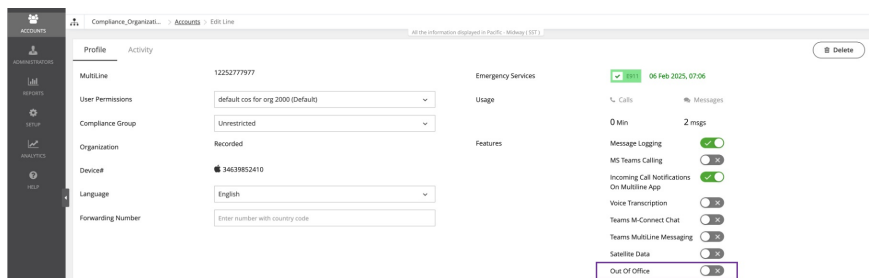 ACCOUNTS
ADMINISTRATORS
REPORTS
SETUP
ANALYTICS
HELP
Compliance_Organizati... > Accounts > Edit Line
All the information displayed in Pacific - Midway ( SST )
Profile Activity
Delete
MultiLine 12252777977
User Permissions default cos for org 2000 (Default)
Compliance Group Unrestricted
Organization Recorded
Device# 34639852410
Language English
Forwarding Number Enter number with country code
Emergency Services E911 06 Feb 2025, 07:06
Usage Calls Messages
0 Min 2 msgs
Features Message Logging
MS Teams Calling
Incoming Call Notifications
On Multiline App
Voice Transcription
Teams M-Connect Chat
Teams MultiLine Messaging
Satellite Data
Out Of Office